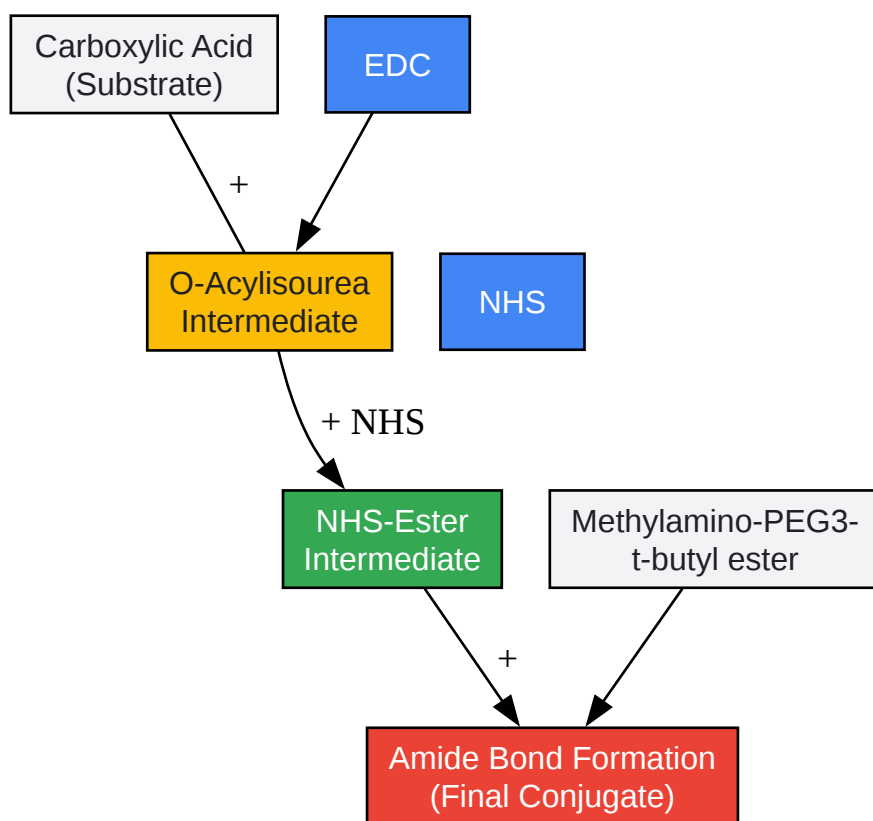 Carboxylic Acid
(Substrate)
EDC
+
O-Acylisourea
Intermediate
NHS
+ NHS
NHS-Ester
Intermediate
Methylamino-PEG3-
t-butyl ester
+
Amide Bond Formation
(Final Conjugate)